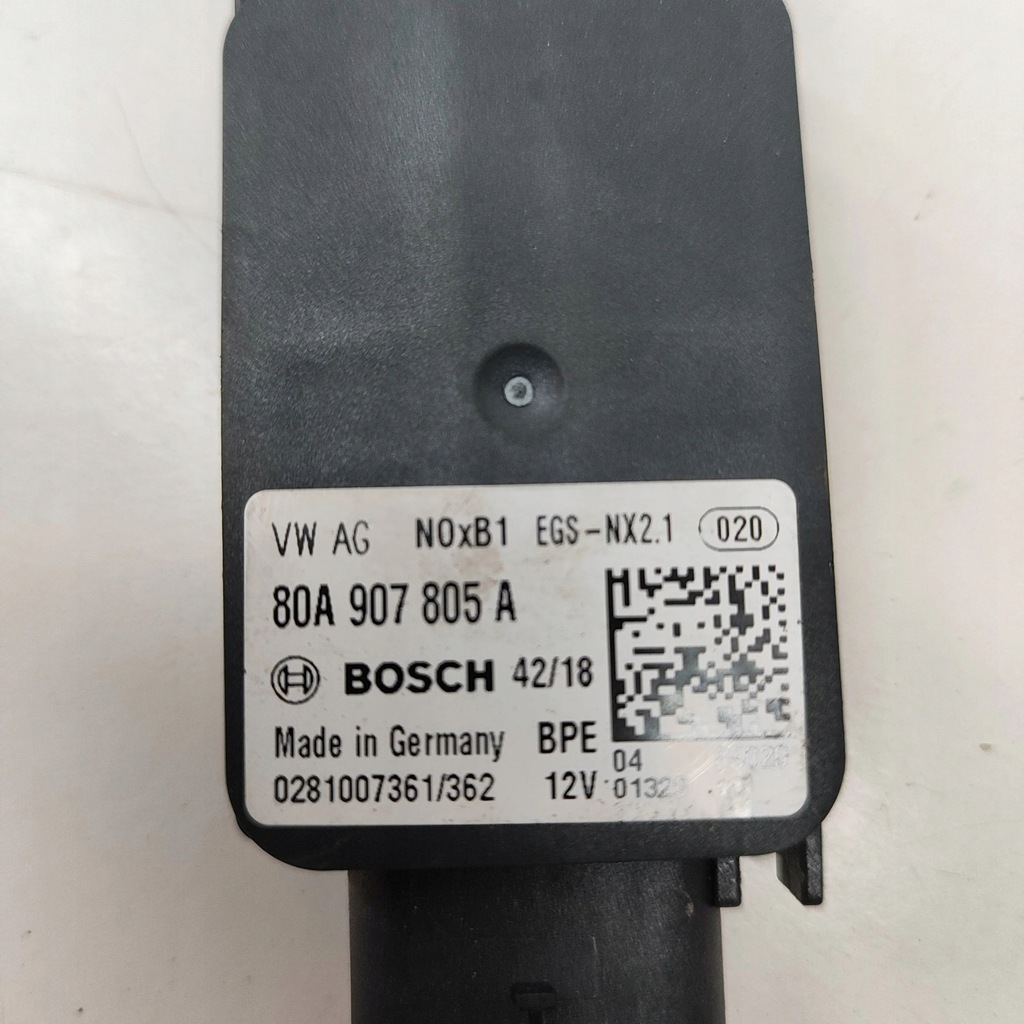 VW AG NOxB1 EGS-NX2.1 020
80A 907 805 A
BOSCH 42/18
Made in Germany BPE
04
0281007361/362 12V